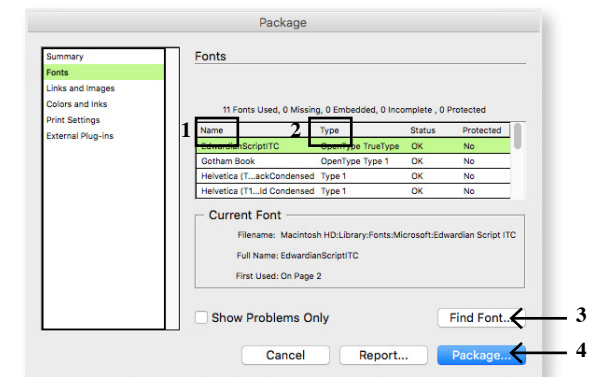 Package
Summary
Fonts
Links and Images
Colors and Inks
Print Settings
External Plug-ins
Fonts
11 Fonts Used, 0 Missing, 0 Embedded, 0 Incomplete , 0 Protected
1 Name 2 Type Status Protected
EdwardianScriptITC OpenType TrueType OK No
Gotham Book OpenType Type 1 OK No
Helvetica (T...ackCondensed Type 1 OK No
Helvetica (T1...ld Condensed Type 1 OK No
Current Font
Filename: Macintosh HD:Library:Fonts:Microsoft:Edwardian Script ITC
Full Name: EdwardianScriptITC
First Used: On Page 2
Show Problems Only Find Font... 3
Cancel Report... Package... 4